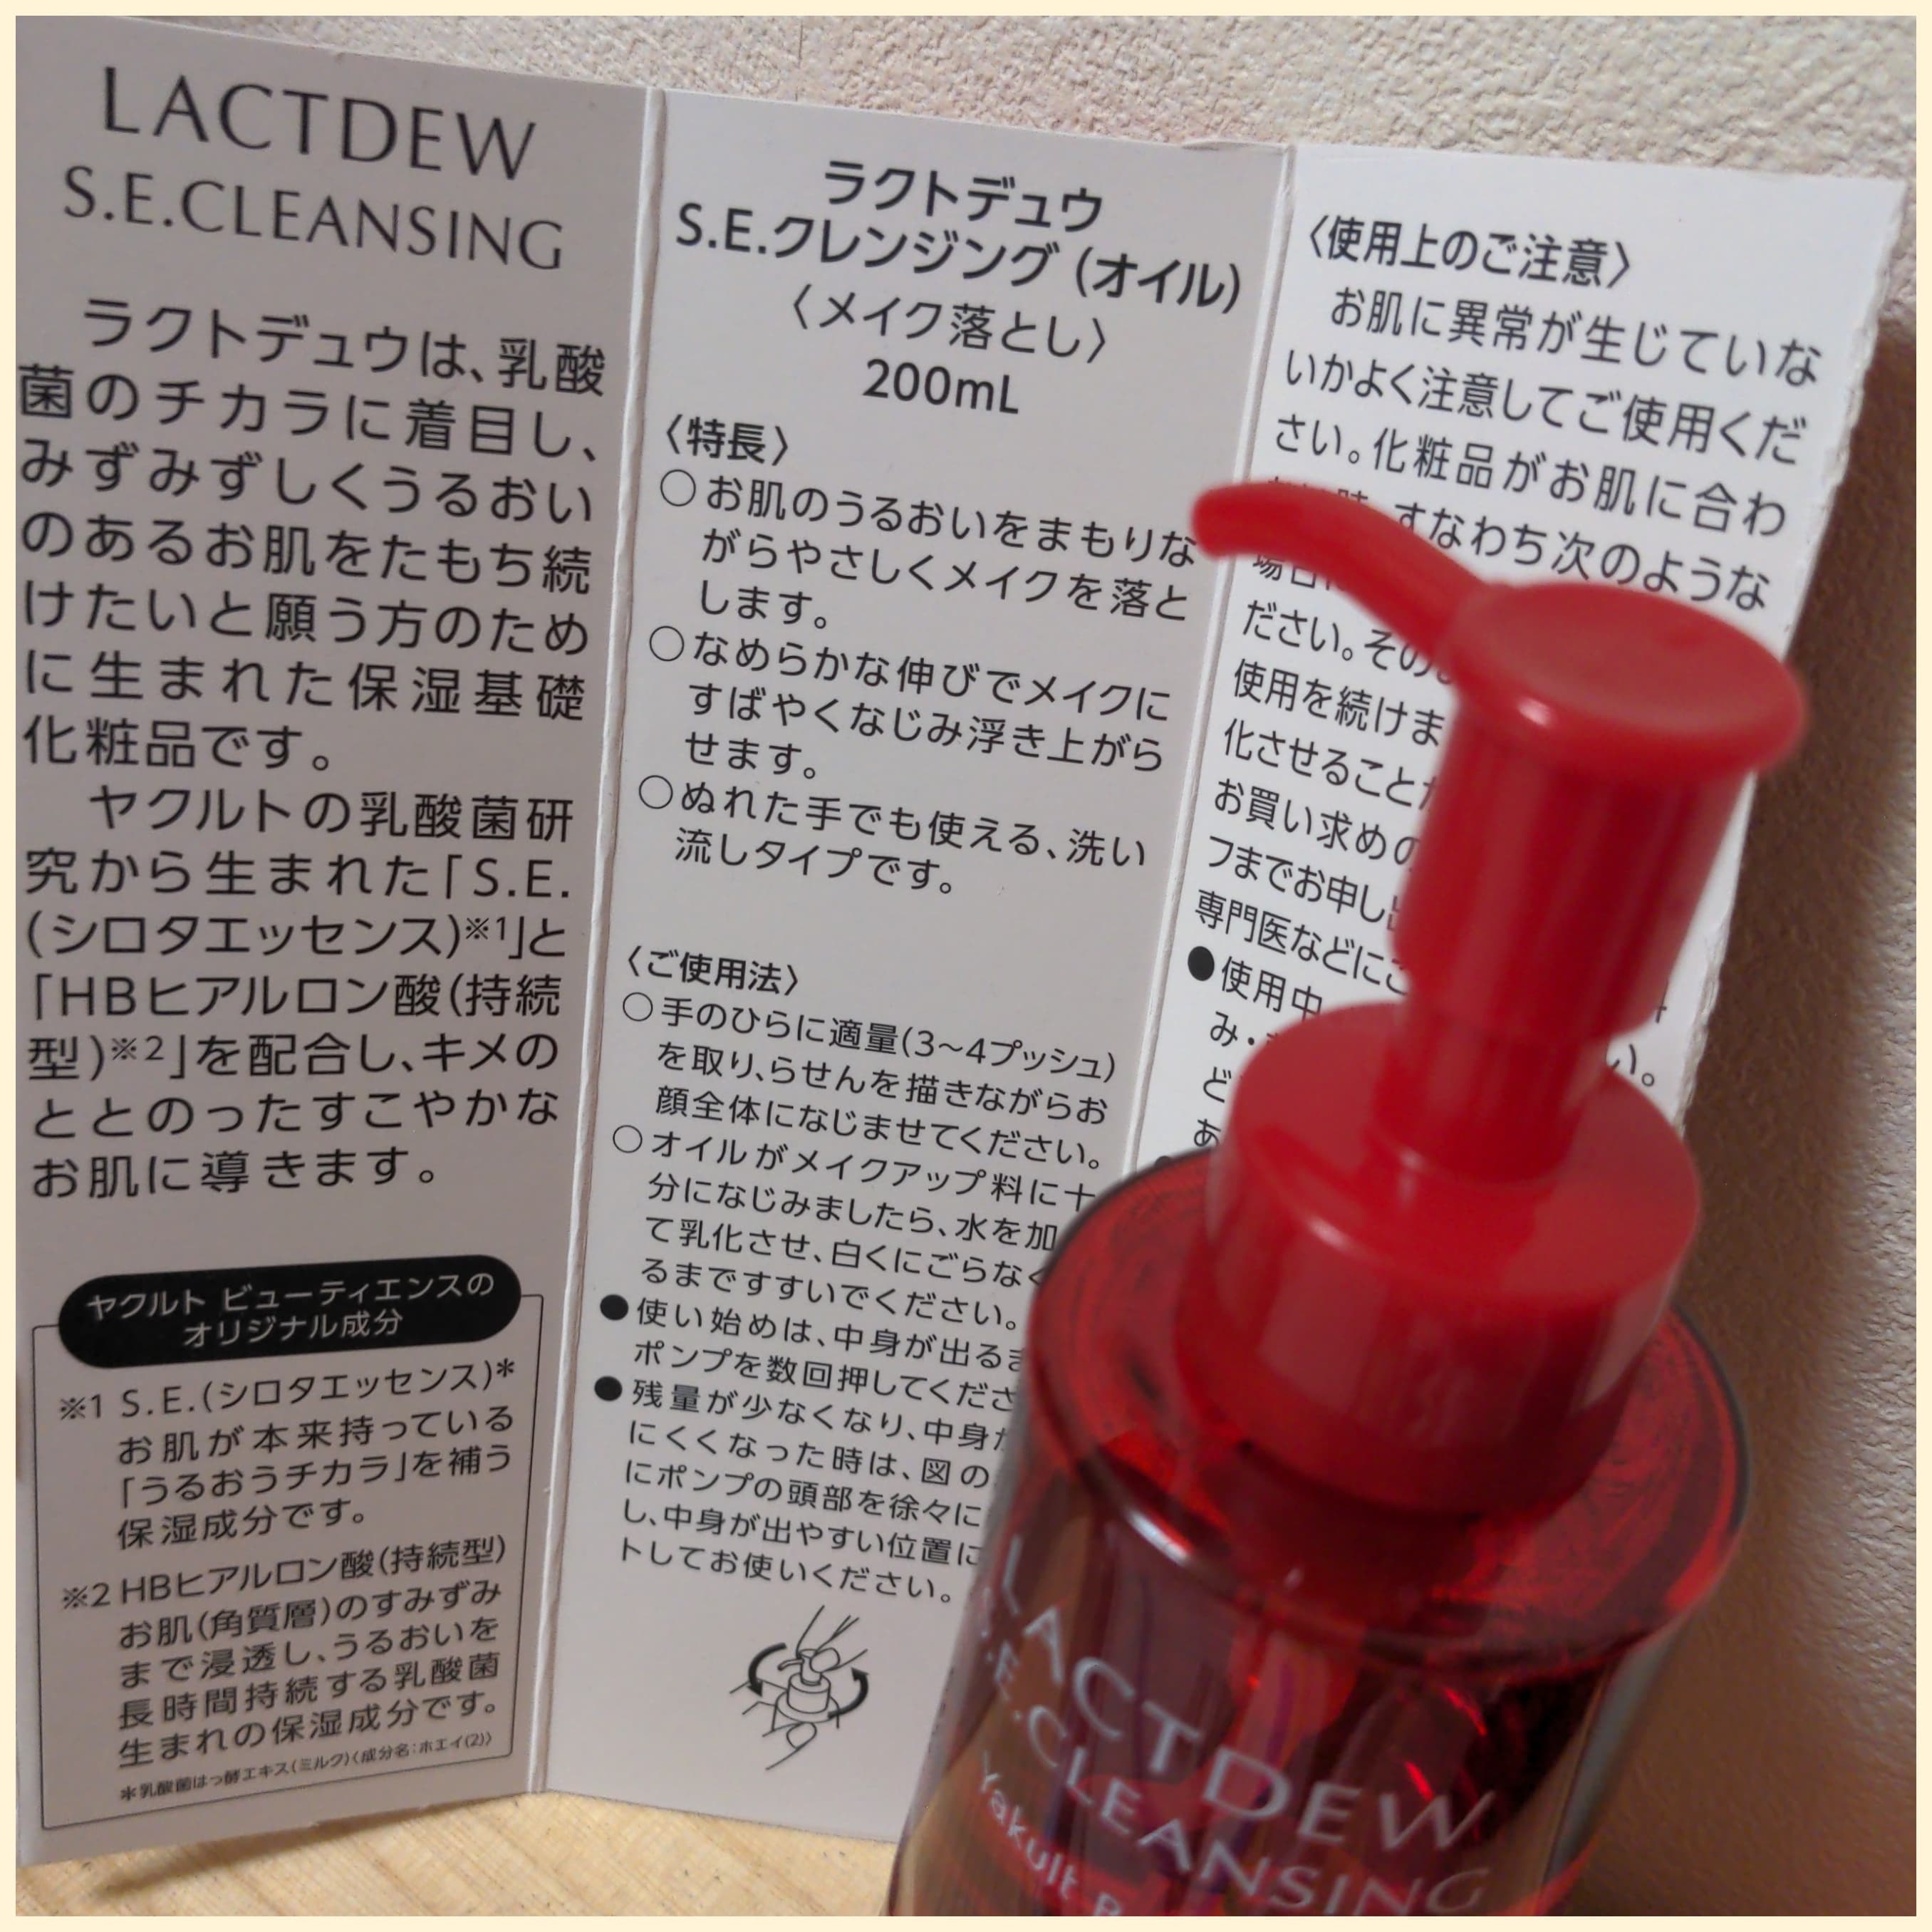 LACTDEW
S.E.CLEANSING
ラクトデュウは、乳酸
菌のチカラに着目し、
みずみずしくうるおい
のあるお肌をたもち続
けたいと願う方のため
に生まれた保湿基礎
化粧品です。
ヤクルトの乳酸菌研
究から生まれた「S.E.
(シロタエッセンス)※1」と
「HBヒアルロン酸(持続
型)※2」を配合し、キメの
ととのったすこやかな
お肌に導きます。
ヤクルト ビューティエンスの
オリジナル成分
※1 S.E.(シロタエッセンス)*
お肌が本来持っている
「うるおうチカラ」を補う
保湿成分です。
※2 HBヒアルロン酸(持続型)
お肌(角質層)のすみずみ
まで浸透し、うるおいを
長時間持続する乳酸菌
生まれの保湿成分です。
*乳酸菌はっ酵エキス(ミルク)〈成分名:ホエイ(2)〉
ラクトデュウ
S.E.クレンジング(オイル)
〈メイク落とし〉
200mL
〈特長〉
○お肌のうるおいをまもりな
がらやさしくメイクを落と
します。
○なめらかな伸びでメイクに
すばやくなじみ浮き上がら
せます。
○ぬれた手でも使える、洗い
流しタイプです。
〈ご使用法〉
○手のひらに適量(3~4プッシュ)
を取り、らせんを描きながらお
顔全体になじませてください。
○オイルがメイクアップ料に十
分になじみましたら、水を加
て乳化させ、白くにごらなく
るまですすいでください。
●使い始めは、中身が出る
ポンプを数回押してくださ
●残量が少なくなり、中身
にくくなった時は、図の
にポンプの頭部を徐々に
し、中身が出やすい位置に
トしてお使いください。
〈使用上のご注意〉
お肌に異常が生じていな
いかよく注意してご使用くだ
さい。化粧品がお肌に合わ
すなわち次のような
ださい。その
使用を続けま
化させること
お買い求めの
フまでお申し
専門医などに
●使用中
み・
ど
あ
LACTDEW
S.E.CLEANSING
Yakult B